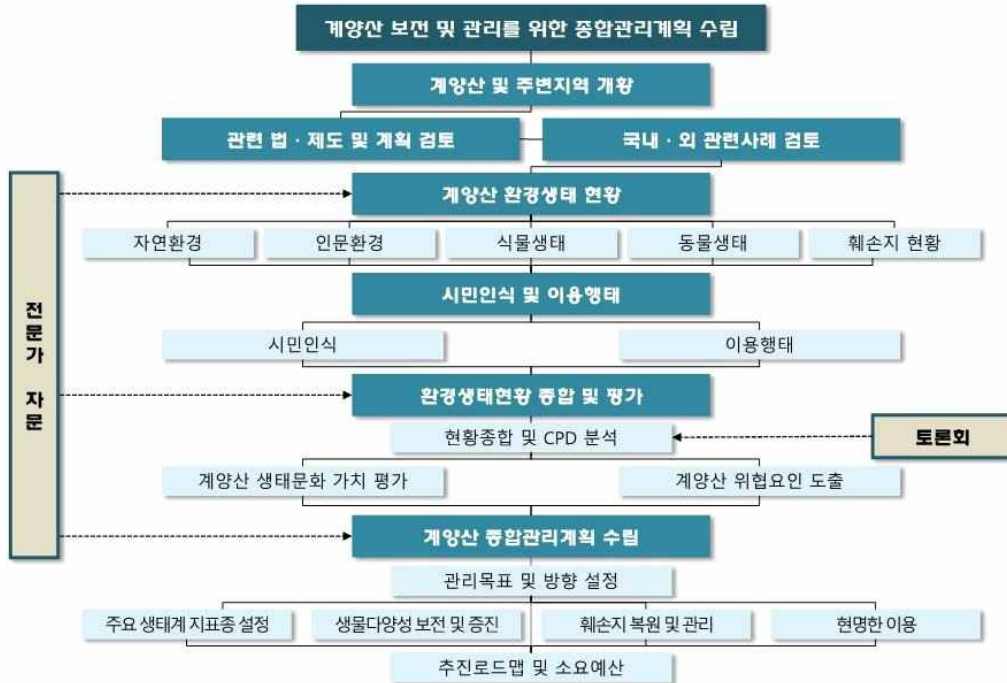 계양산 보전 및 관리를 위한 종합관리계획 수립
계양산 및 주변지역 개황
관련 법·제도 및 계획 검토
국내·외 관련사례 검토
계양산 환경생태 현황
자연환경
인문환경
식물생태
동물생태
훼손지 현황
시민인식 및 이용행태
시민인식
이용행태
전문가 자문
환경생태현황 종합 및 평가
현황종합 및 CPD 분석
토론회
계양산 생태문화 가치 평가
계양산 위협요인 도출
계양산 종합관리계획 수립
관리목표 및 방향 설정
주요 생태계 지표종 설정
생물다양성 보전 및 증진
훼손지 복원 및 관리
현명한 이용
추진로드맵 및 소요예산